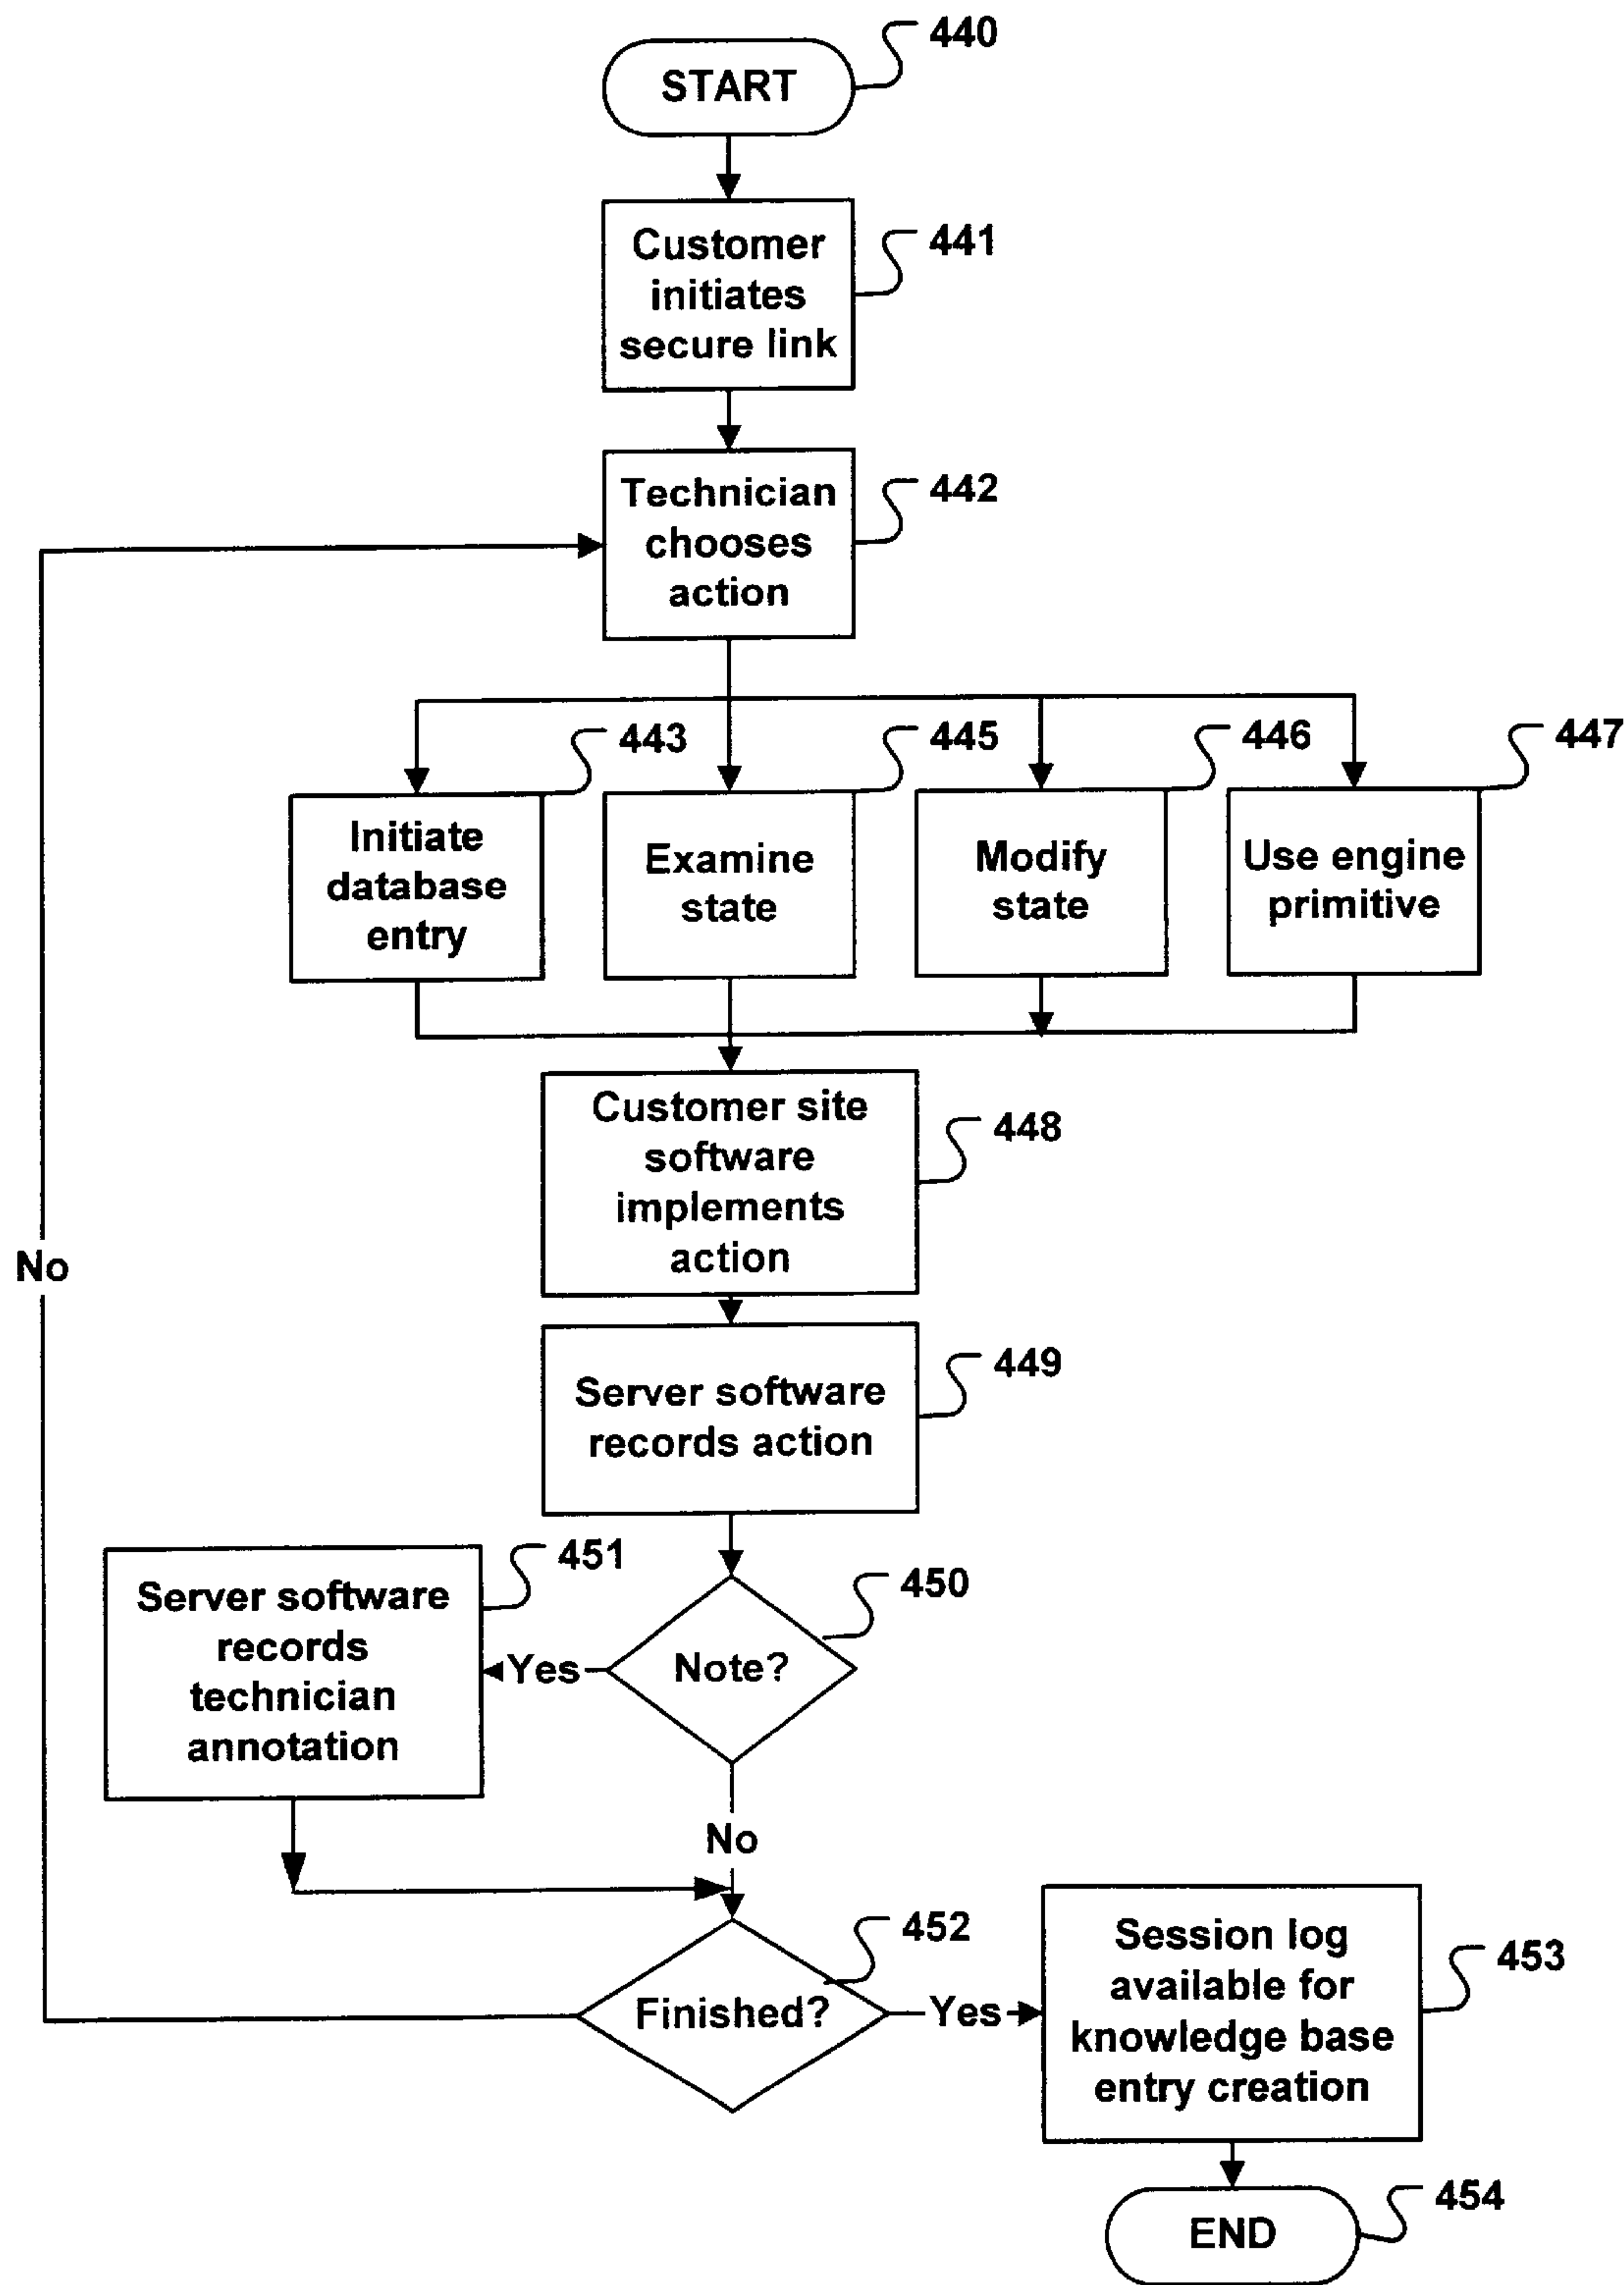 440
START
Customer
initiates
secure link
441
Technician
chooses
action
442
443
445
446
447
Initiate
database
entry
Examine
state
Modify
state
Use engine
primitive
Customer site
software
implements
action
448
No
Server software
records action
449
451
450
Server software
records
technician
annotation
Yes
Note?
No
452
Finished?
Yes
Session log
available for
knowledge base
entry creation
453
END
454